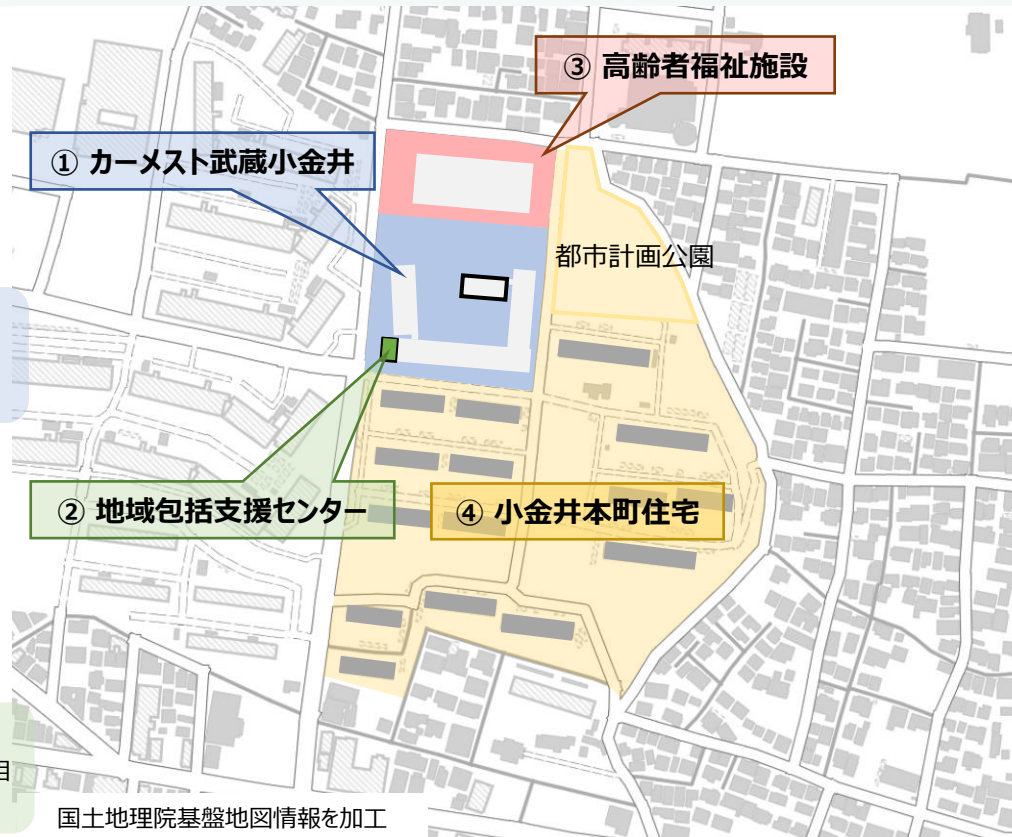 ③ 高齢者福祉施設
① カーメスト武蔵小金井
都市計画公園
② 地域包括支援センター
④ 小金井本町住宅
目
国土地理院基盤地図情報を加工